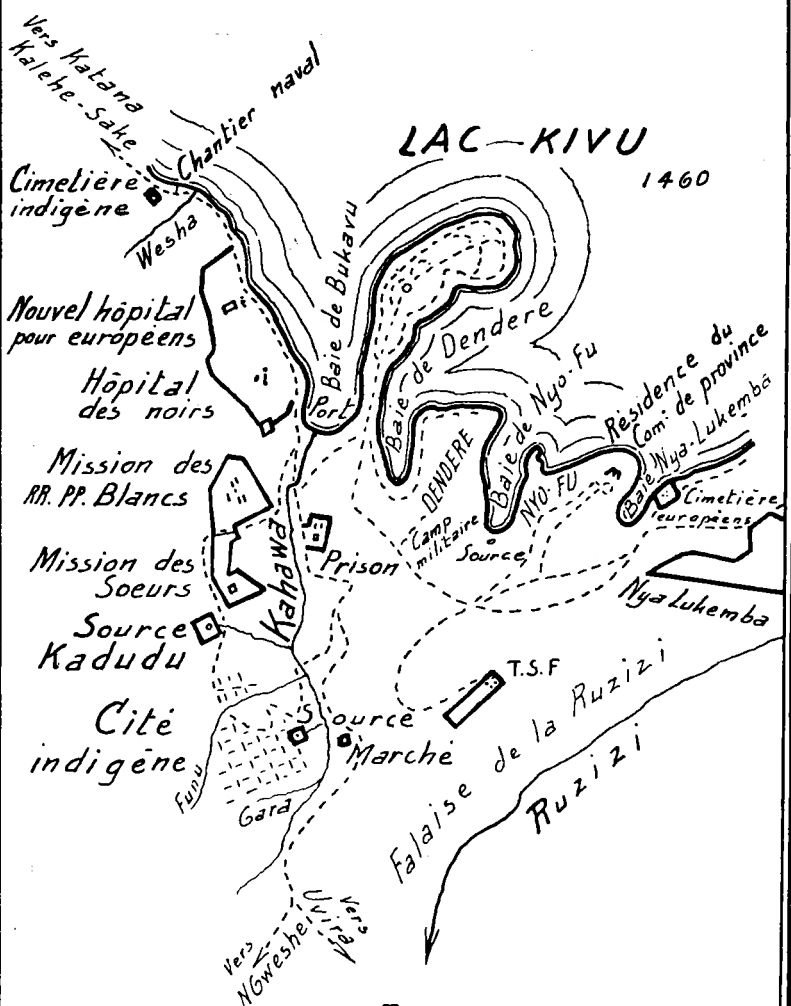 Vers Katana
Kalehe-Sake
Chantier naval
LAC-KIVU
1460
Cimetière
indigène
Wesha
Baie de Bukavu
Nouvel hôpital
pour européens
Baie de Dendere
Hôpital
des noirs
Port
Baie de Nyo-Fu
Résidence du
Com. de province
Baie Nya-Lukemba
Mission des
RR. PP. Blancs
DENDERE
NYO-FU
Cimetière
européens
Camp
militaire
Source
Kahawa
Prison
Mission des
Soeurs
Nya Lukemba
Source
Kadudu
T.S.F
Cité
indigène
Source
Marché
Funu
Gara
Falaise de la Ruzizi
Ruzizi
Vers
NGweshe
Vers
Uvira